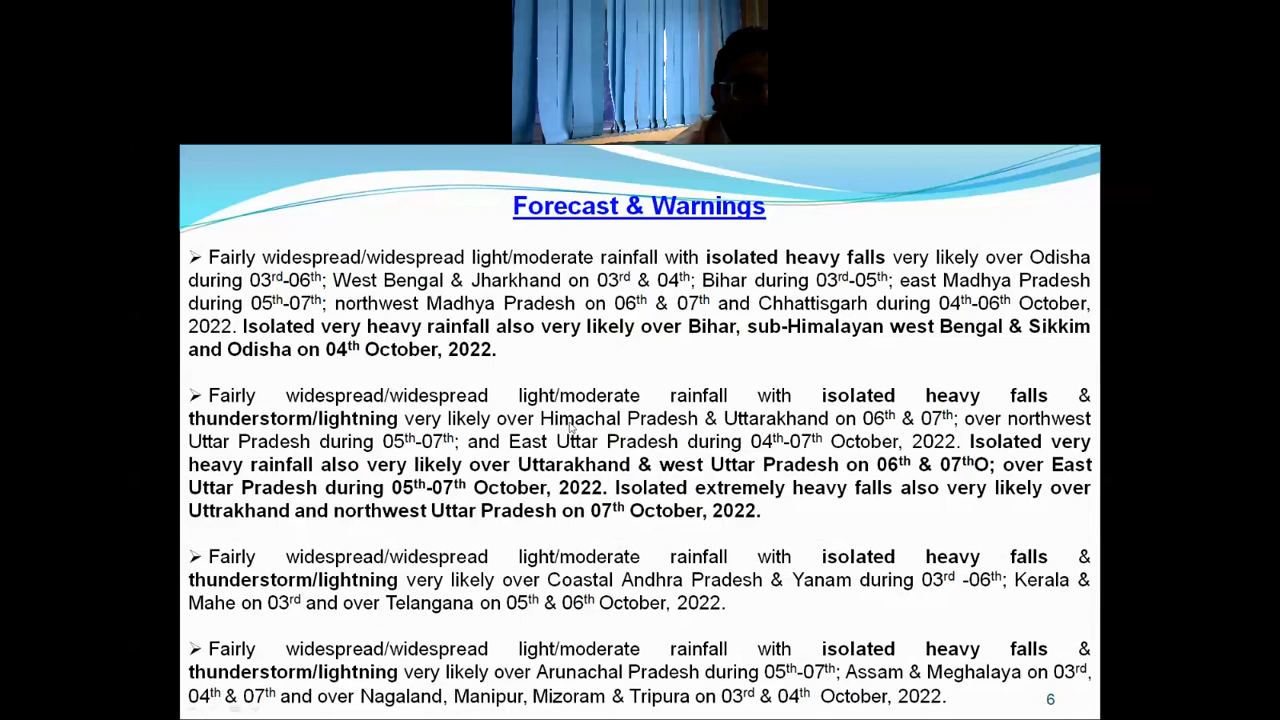 Forecast & Warnings
➢ Fairly widespread/widespread light/moderate rainfall with isolated heavy falls very likely over Odisha
during 03rd-06th; West Bengal & Jharkhand on 03rd & 04th; Bihar during 03rd-05th; east Madhya Pradesh
during 05th-07th; northwest Madhya Pradesh on 06th & 07th and Chhattisgarh during 04th-06th October,
2022. Isolated very heavy rainfall also very likely over Bihar, sub-Himalayan west Bengal & Sikkim
and Odisha on 04th October, 2022.
➢ Fairly widespread/widespread light/moderate rainfall with isolated heavy falls &
thunderstorm/lightning very likely over Himachal Pradesh & Uttarakhand on 06th & 07th; over northwest
Uttar Pradesh during 05th-07th; and East Uttar Pradesh during 04th-07th October, 2022. Isolated very
heavy rainfall also very likely over Uttarakhand & west Uttar Pradesh on 06th & 07thO; over East
Uttar Pradesh during 05th-07th October, 2022. Isolated extremely heavy falls also very likely over
Uttrakhand and northwest Uttar Pradesh on 07th October, 2022.
➢ Fairly widespread/widespread light/moderate rainfall with isolated heavy falls &
thunderstorm/lightning very likely over Coastal Andhra Pradesh & Yanam during 03rd -06th; Kerala &
Mahe on 03rd and over Telangana on 05th & 06th October, 2022.
➢ Fairly widespread/widespread light/moderate rainfall with isolated heavy falls &
thunderstorm/lightning very likely over Arunachal Pradesh during 05th-07th; Assam & Meghalaya on 03rd,
04th & 07th and over Nagaland, Manipur, Mizoram & Tripura on 03rd & 04th October, 2022.
6